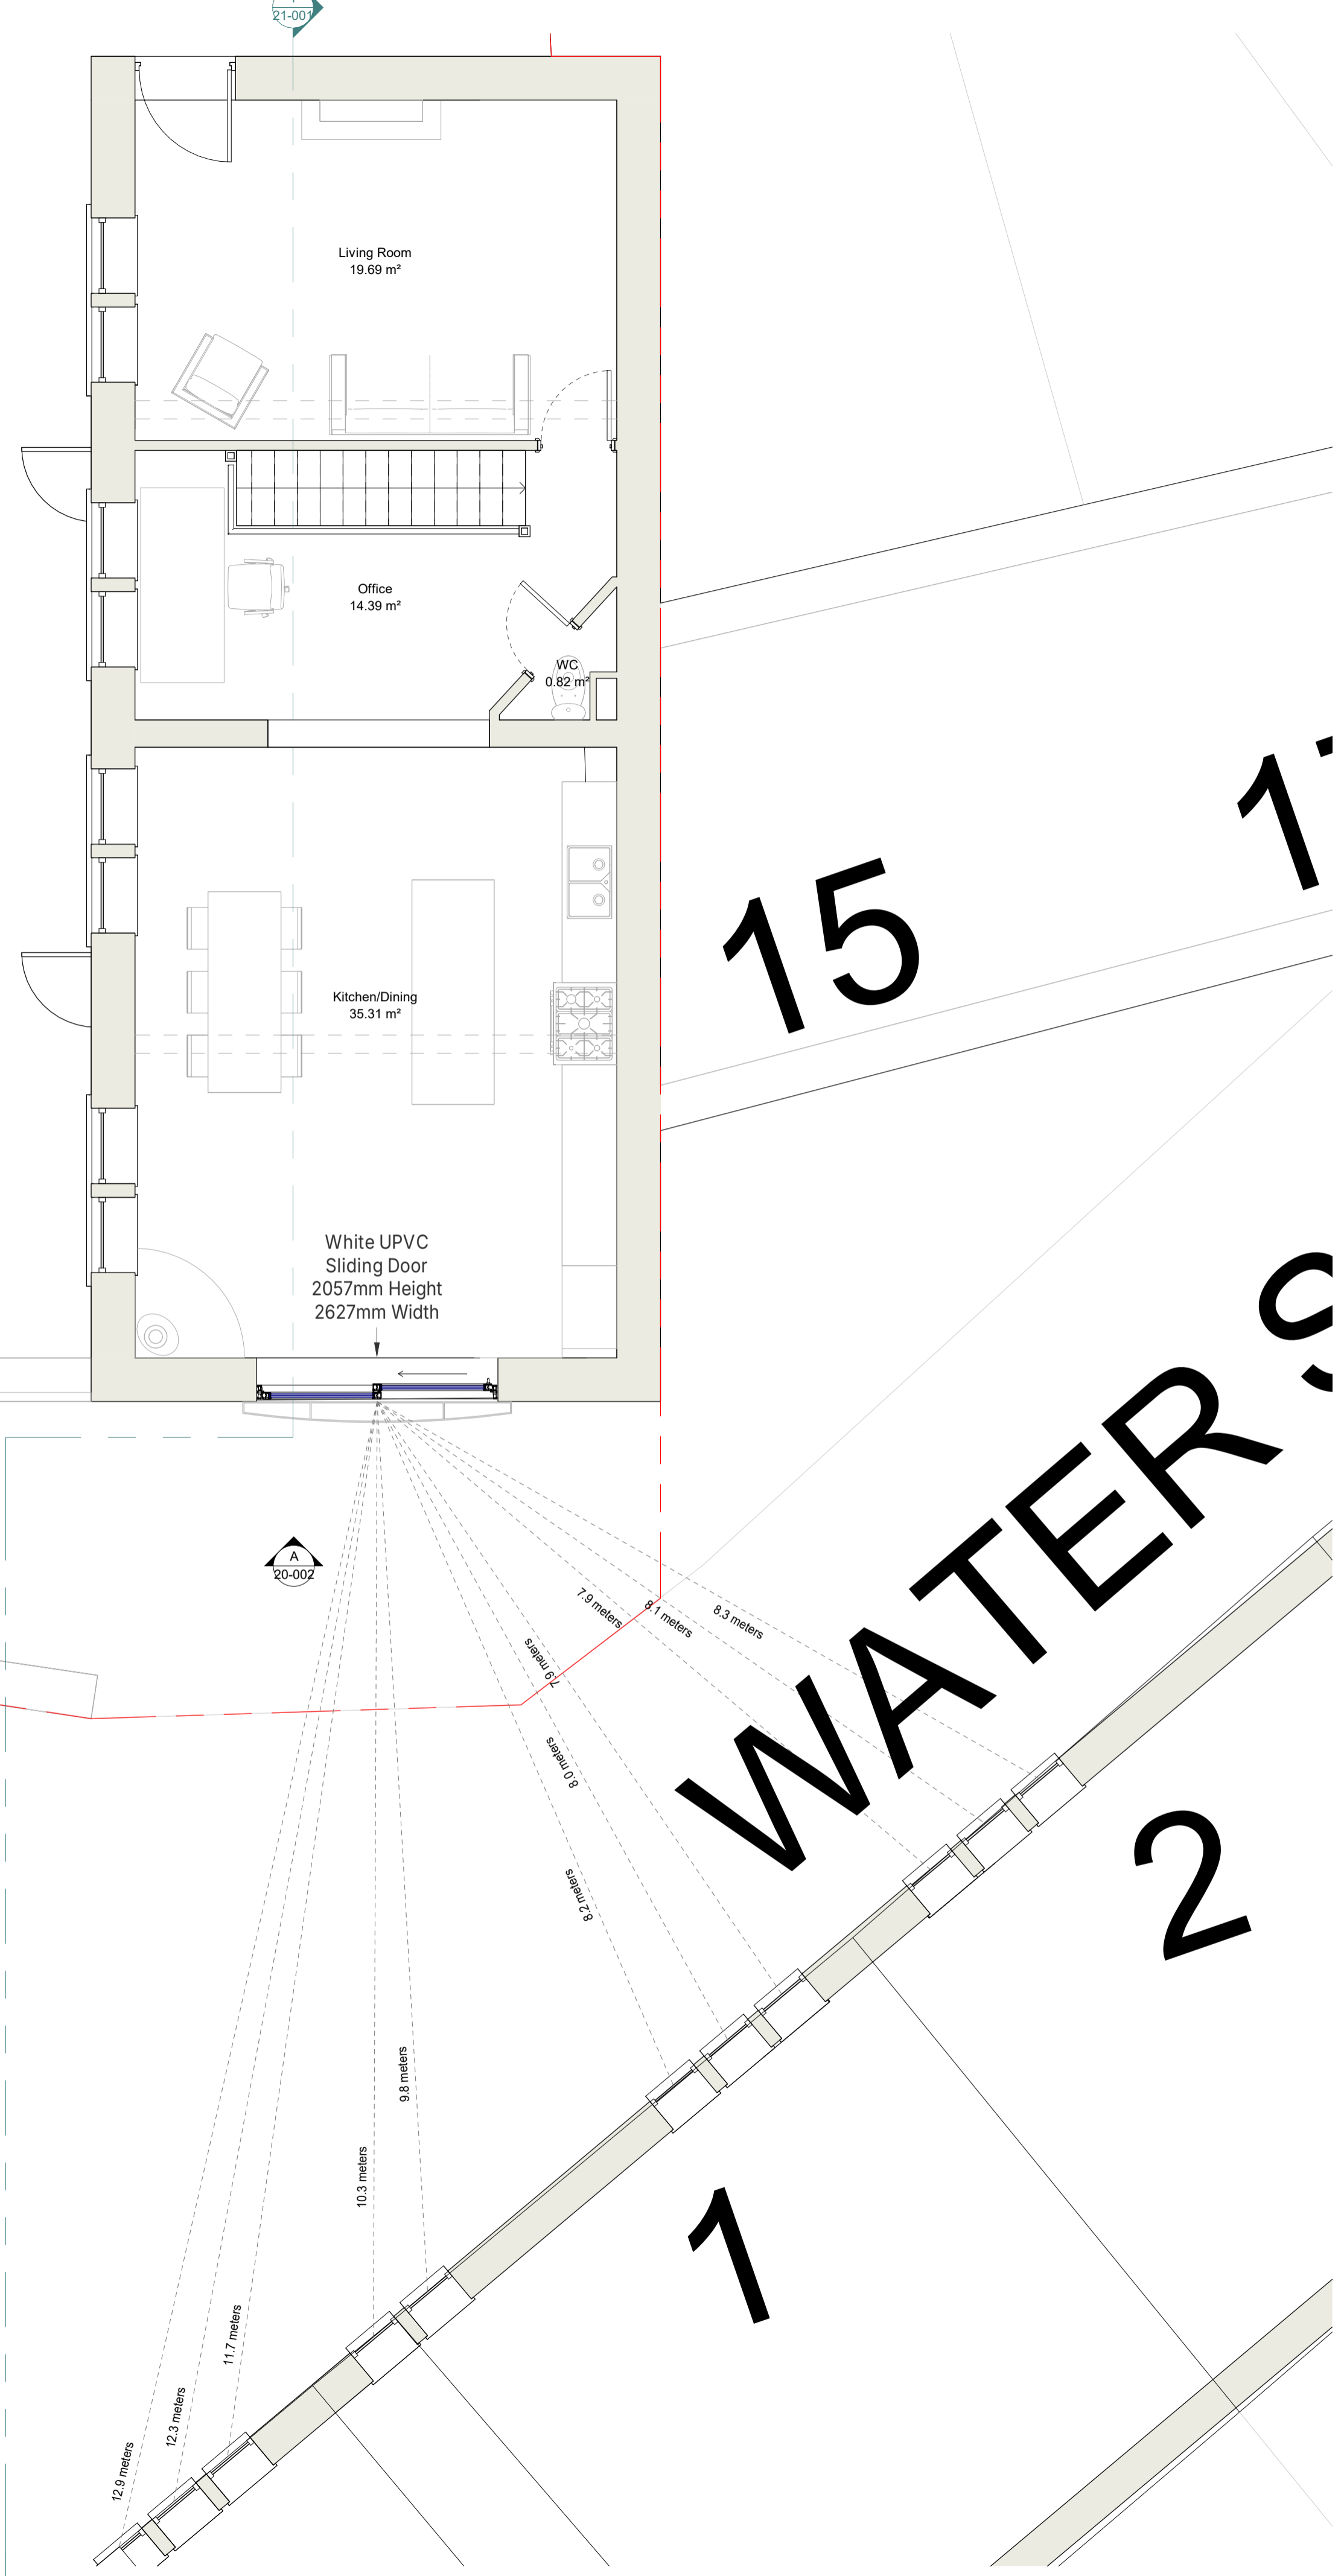 21-001
Living Room
19.69 m²
Office
14.39 m²
WC
0.82 m²
15
Kitchen/Dining
35.31 m²
White UPVC
Sliding Door
2057mm Height
2627mm Width
WATER S
A
20-002
7.9 meters
8.1 meters
8.3 meters
7.9 meters
8.0 meters
8.2 meters
2
9.8 meters
10.3 meters
1
11.7 meters
12.3 meters
12.9 meters